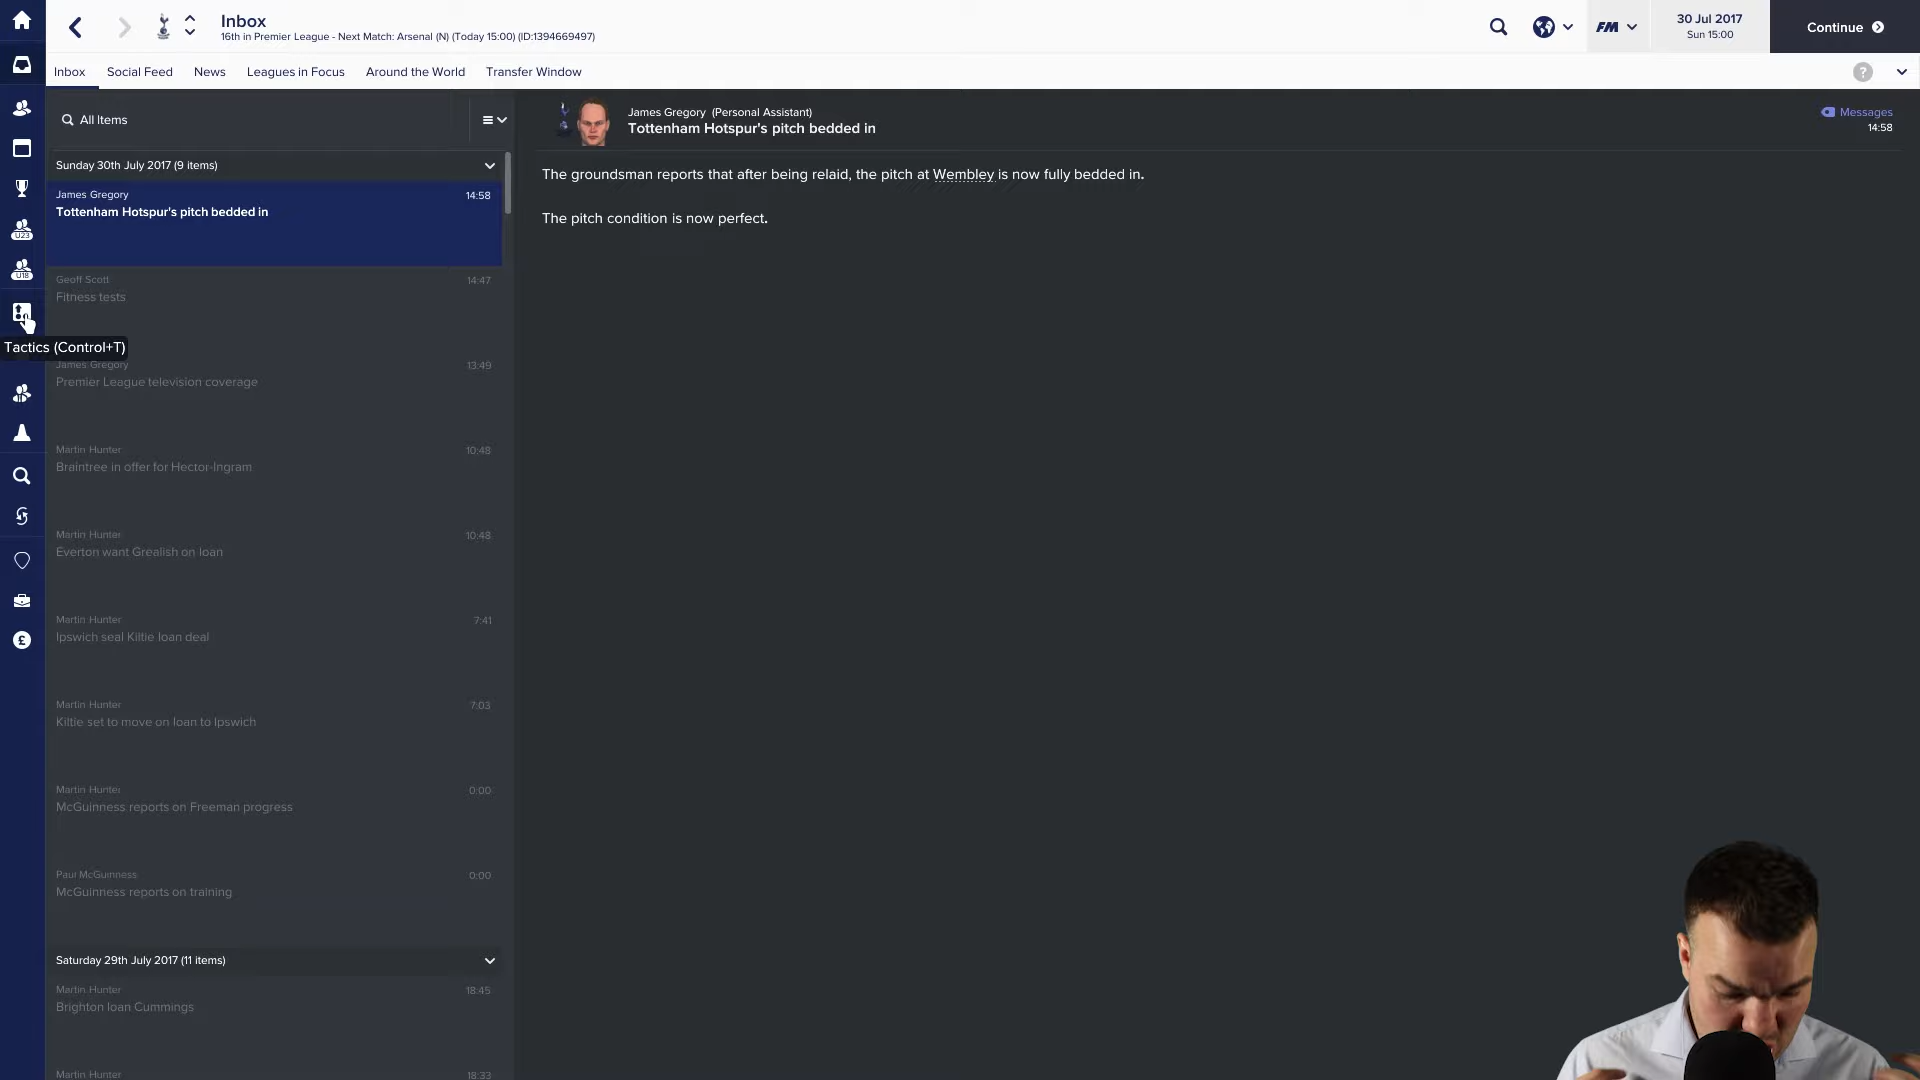 Inbox
16th in Premier League - Next Match: Arsenal (N) (Today 15:00) (ID:1394669497)
FM
30 Jul 2017
Sun 15:00
Continue
Inbox Social Feed News Leagues in Focus Around the World Transfer Window
?
All Items
Sunday 30th July 2017 (9 items)
James Gregory 14:58
Tottenham Hotspur's pitch bedded in
Geoff Scott 14:47
Fitness tests
James Gregory 13:49
Premier League television coverage
Martin Hunter 10:48
Braintree in offer for Hector-Ingram
Martin Hunter 10:48
Everton want Grealish on loan
Martin Hunter 7:41
Ipswich seal Kiltie loan deal
Martin Hunter 7:03
Kiltie set to move on loan to Ipswich
Martin Hunter 0:00
McGuinness reports on Freeman progress
Paul McGuinness 0:00
McGuinness reports on training
Saturday 29th July 2017 (11 items)
Martin Hunter 18:45
Brighton loan Cummings
Martin Hunter 18:33
U23
U18
Tactics (Control+T)
£
James Gregory (Personal Assistant)
Tottenham Hotspur's pitch bedded in
Messages
14:58
The groundsman reports that after being relaid, the pitch at Wembley is now fully bedded in.
The pitch condition is now perfect.